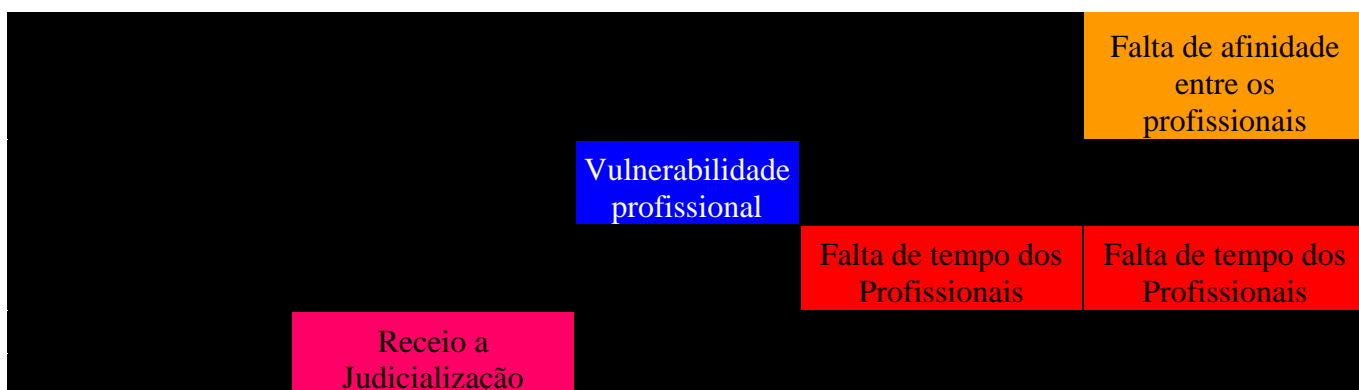 Falta de afinidade
entre os
profissionais
Vulnerabilidade
profissional
Falta de tempo dos
Profissionais
Falta de tempo dos
Profissionais
Receio a
Judicialização